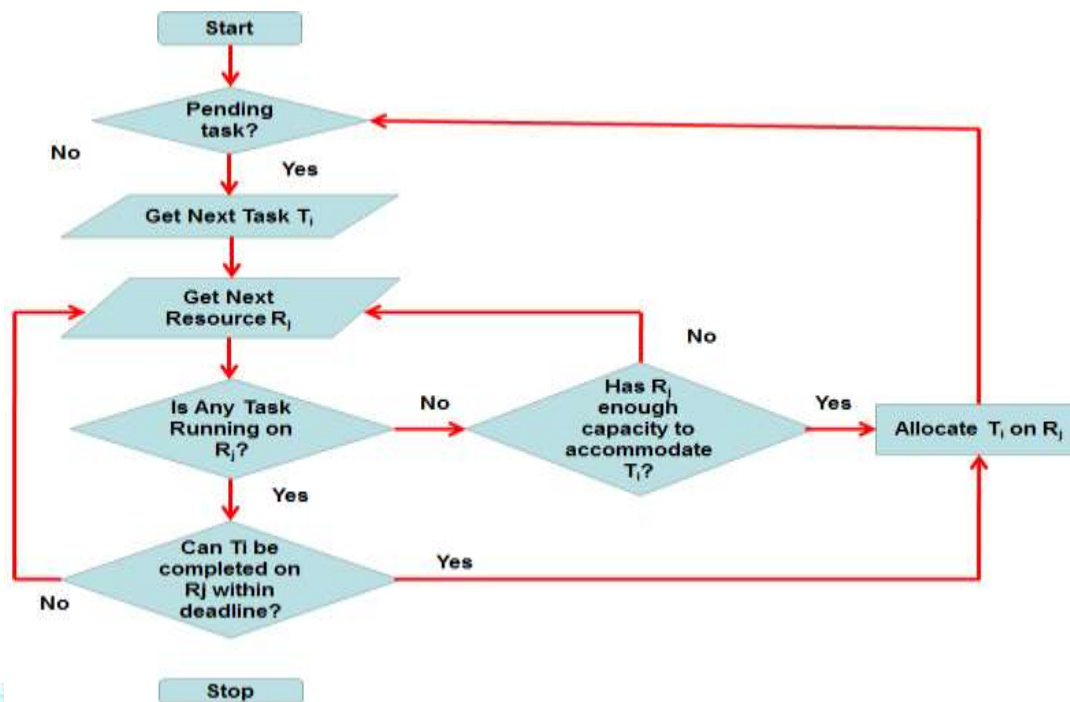 Start
Pending
task?
No
Yes
Get Next Task Ti
Get Next
Resource Rj
No
Is Any Task
Running on
Rj?
No
Has Rj
enough
capacity to
accommodate
Ti?
Yes
Allocate Ti on Rj
Yes
Can Ti be
completed on
Rj within
deadline?
Yes
No
Stop